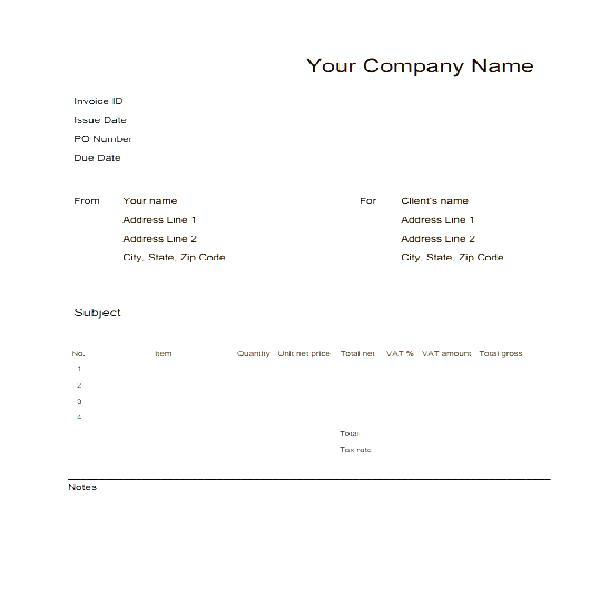 Your Company Name
Invoice ID
Issue Date
PO Number
Due Date
From Your name For Client's name
Address Line 1 Address Line 1
Address Line 2 Address Line 2
City, State, Zip Code City, State, Zip Code
Subject
No. Item Quantity Unit net price Total net VAT % VAT amount Total gross
1
2
3
4
Total
Tax rate
Notes